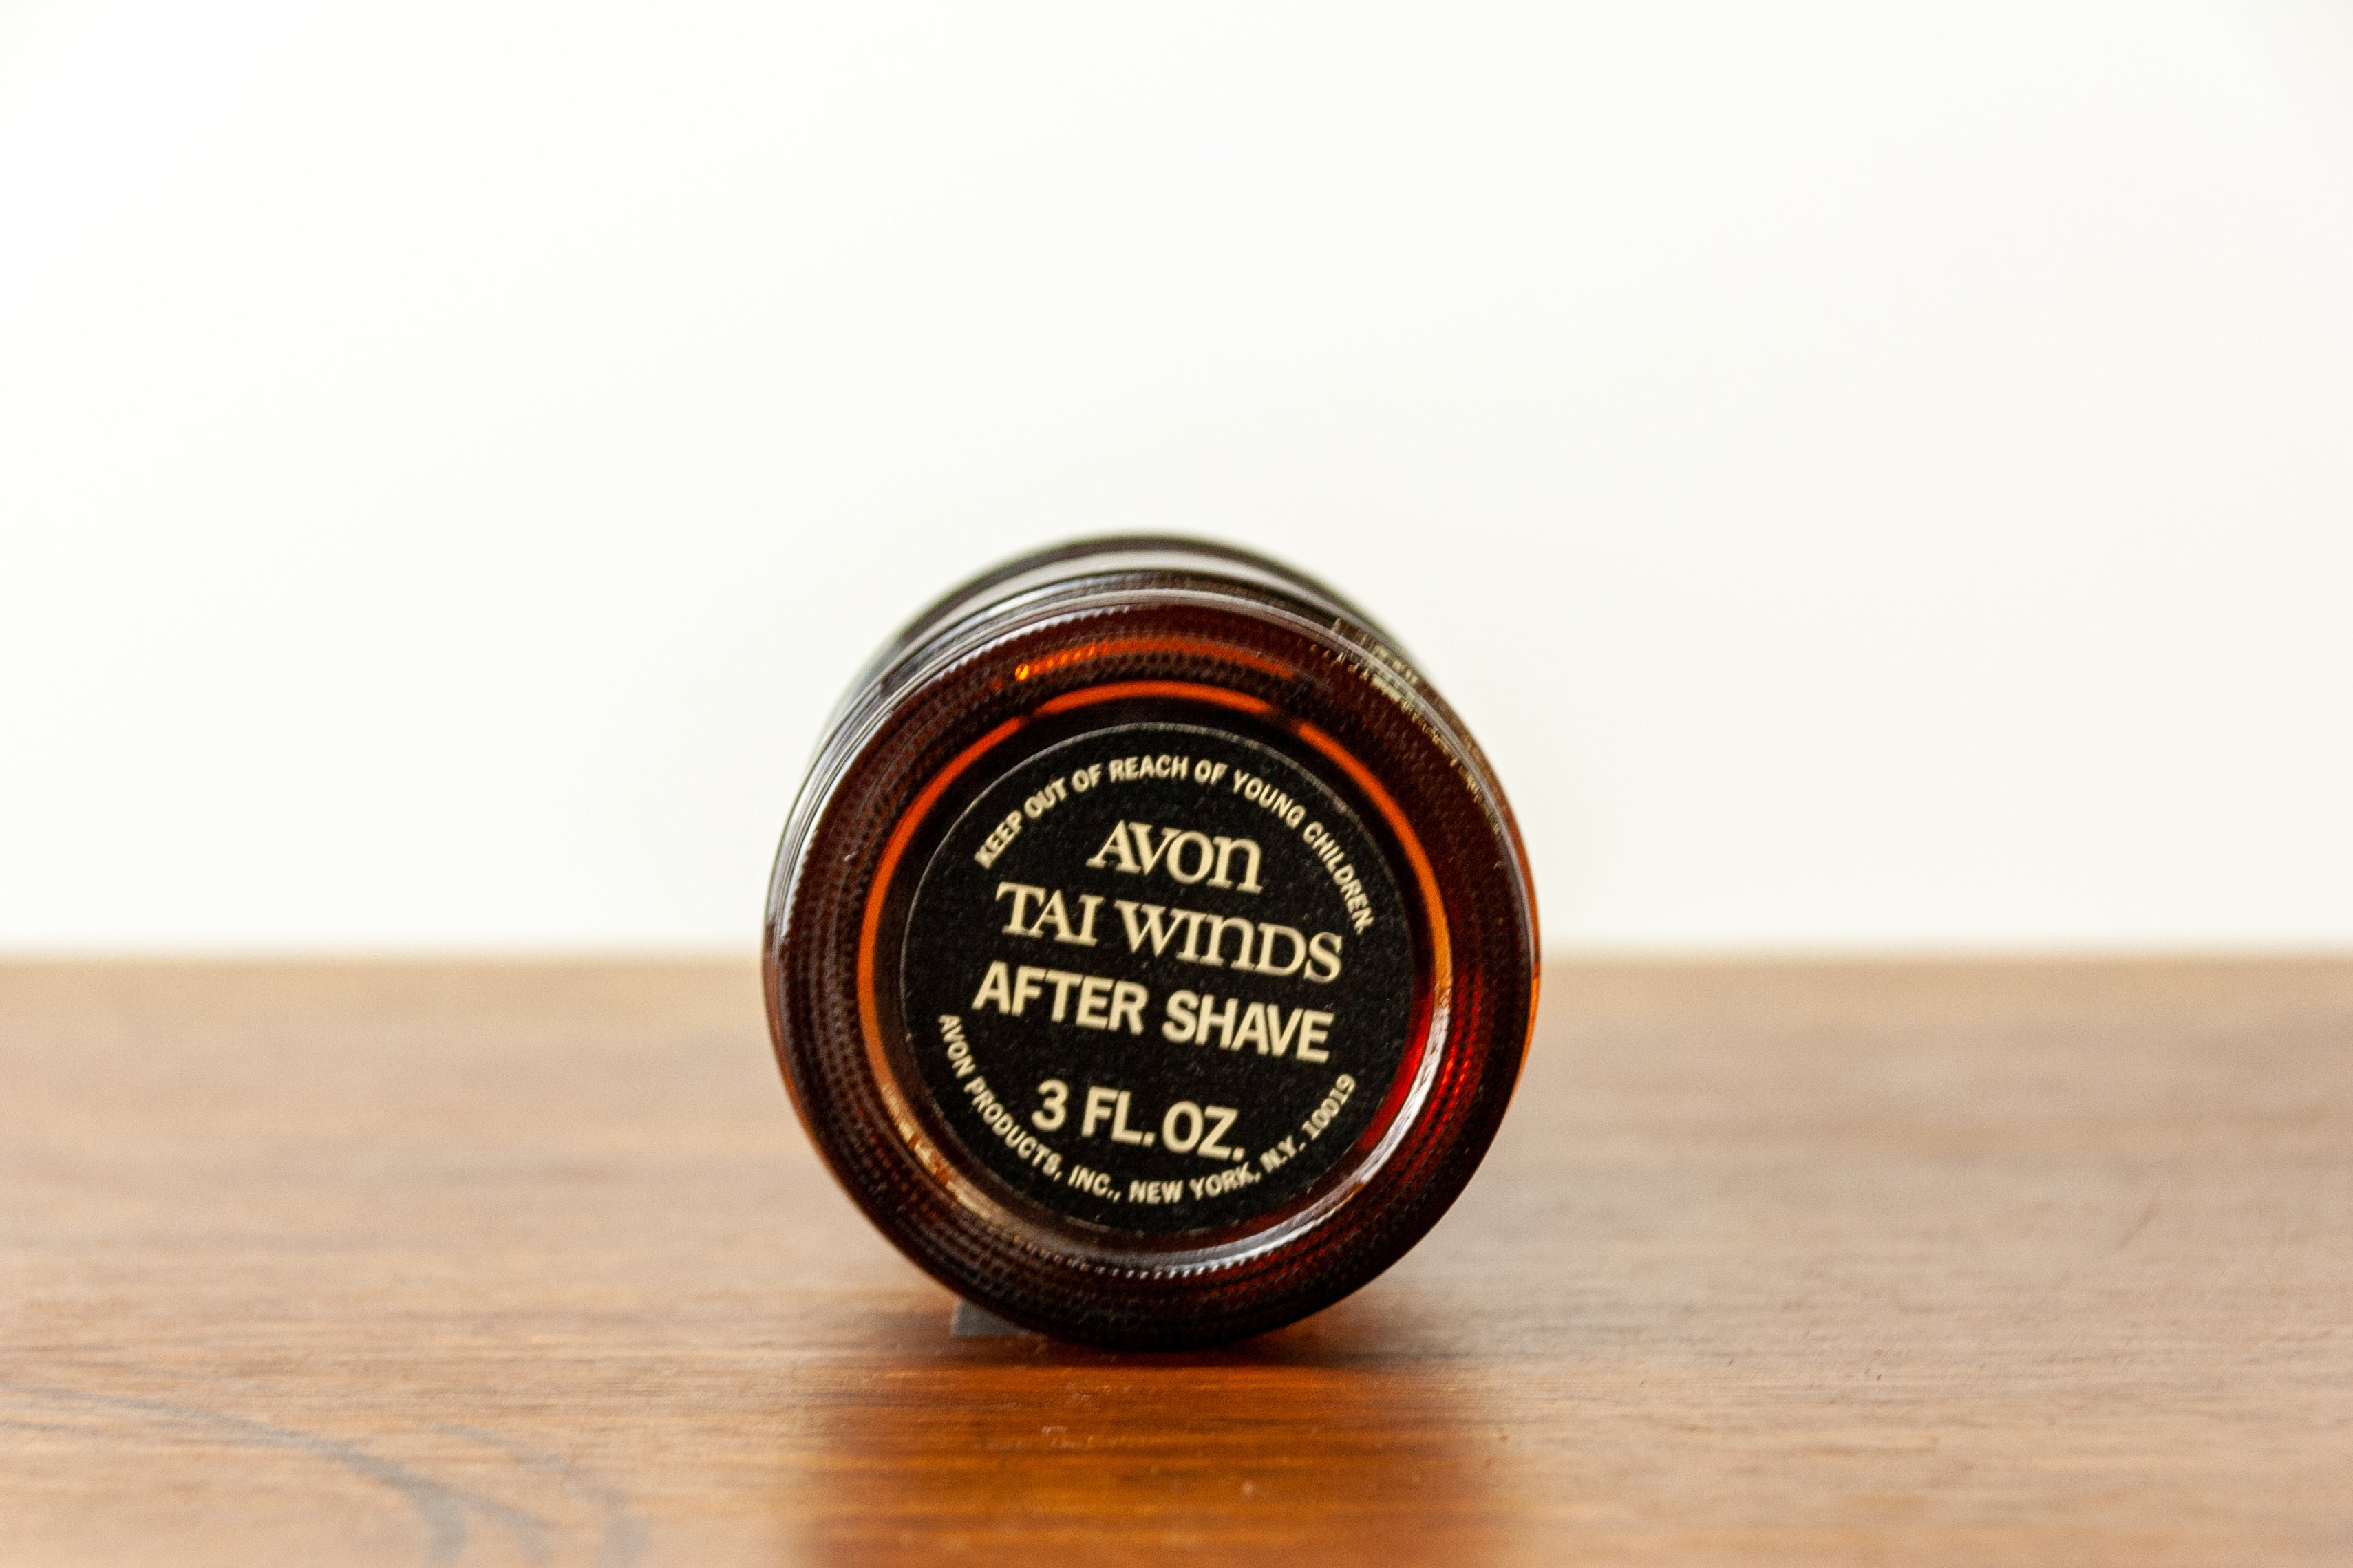 KEEP OUT OF REACH OF YOUNG CHILDREN.
AVON
TAI WINDS
AFTER SHAVE
3 FL. OZ.
AVON PRODUCTS, INC., NEW YORK, N.Y. 10019